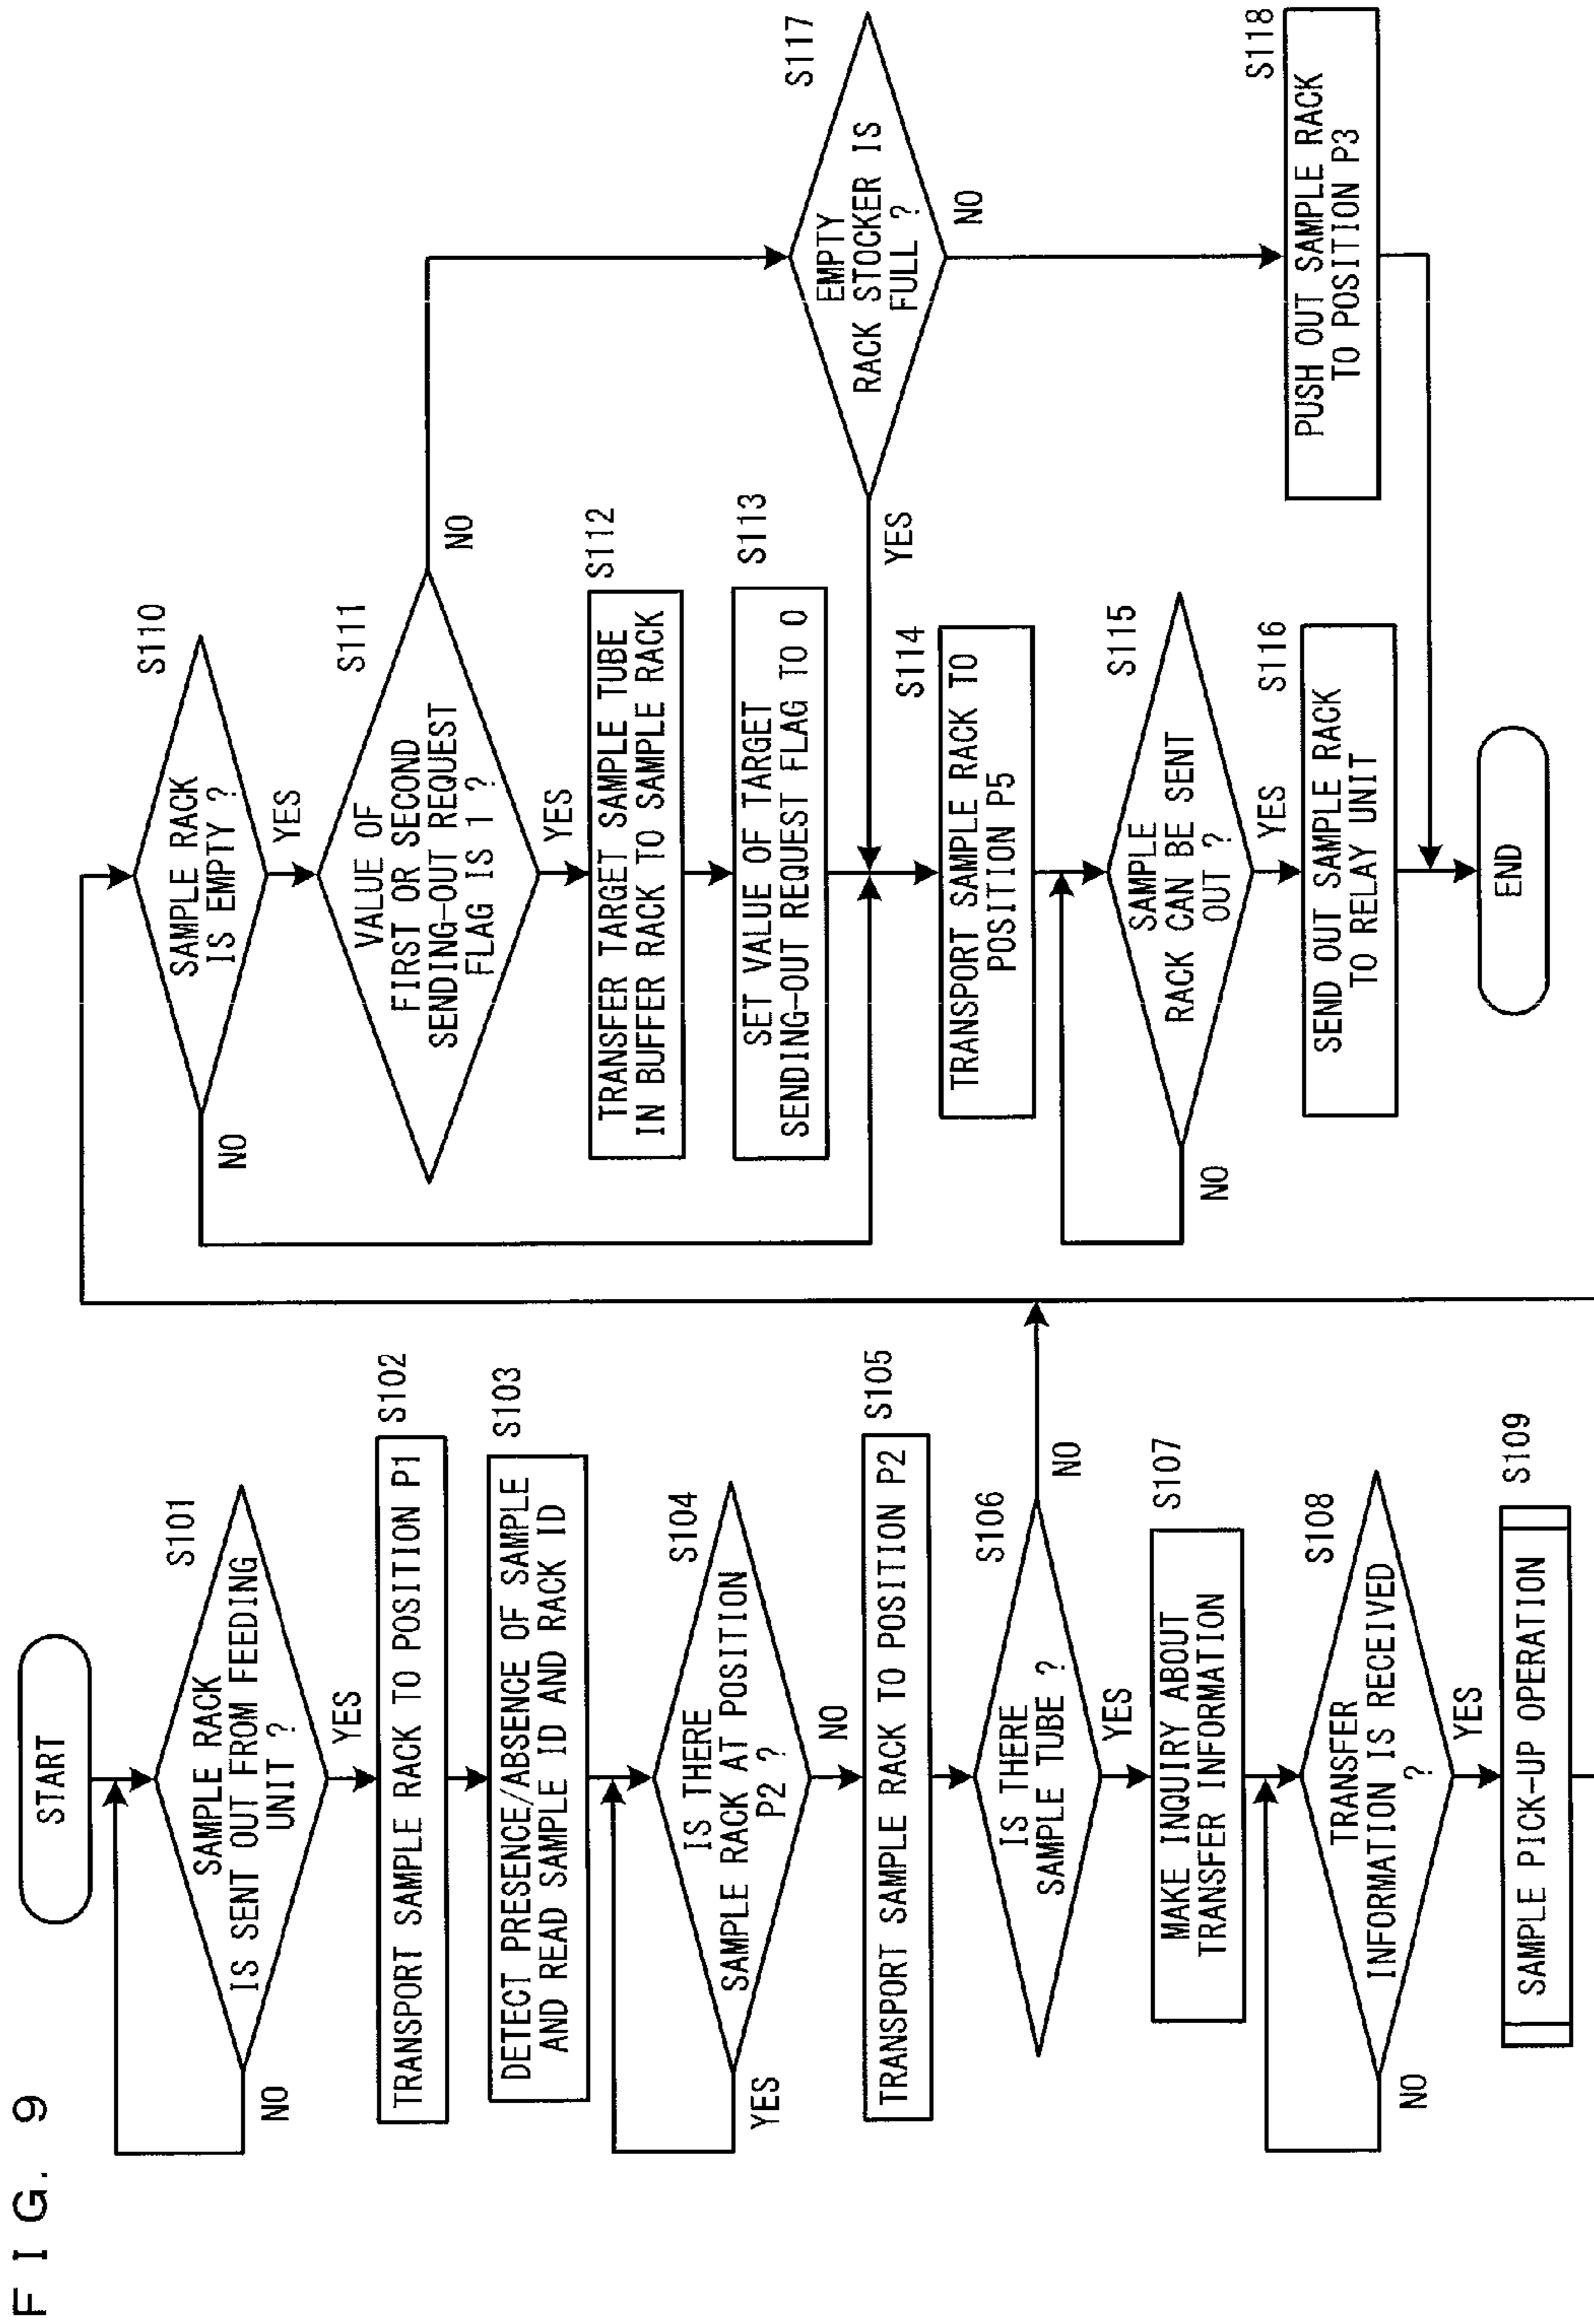 FIG. 9
START
S101
SAMPLE RACK
IS SENT OUT FROM FEEDING
UNIT ?
NO
YES
S102
TRANSPORT SAMPLE RACK TO POSITION P1
S103
DETECT PRESENCE/ABSENCE OF SAMPLE
AND READ SAMPLE ID AND RACK ID
S104
IS THERE
SAMPLE RACK AT POSITION
P2 ?
YES
NO
S105
TRANSPORT SAMPLE RACK TO POSITION P2
S106
IS THERE
SAMPLE TUBE ?
NO
YES
S107
MAKE INQUIRY ABOUT
TRANSFER INFORMATION
S108
TRANSFER
INFORMATION IS RECEIVED
?
NO
YES
S109
SAMPLE PICK-UP OPERATION
S110
SAMPLE RACK
IS EMPTY ?
NO
YES
S111
VALUE OF
FIRST OR SECOND
SENDING-OUT REQUEST
FLAG IS 1 ?
NO
YES
S112
TRANSFER TARGET SAMPLE TUBE
IN BUFFER RACK TO SAMPLE RACK
S113
SET VALUE OF TARGET
SENDING-OUT REQUEST FLAG TO 0
S114
TRANSPORT SAMPLE RACK TO
POSITION P5
S115
SAMPLE
RACK CAN BE SENT
OUT ?
NO
YES
S116
SEND OUT SAMPLE RACK
TO RELAY UNIT
END
S117
EMPTY
RACK STOCKER IS
FULL ?
YES
NO
S118
PUSH OUT SAMPLE RACK
TO POSITION P3